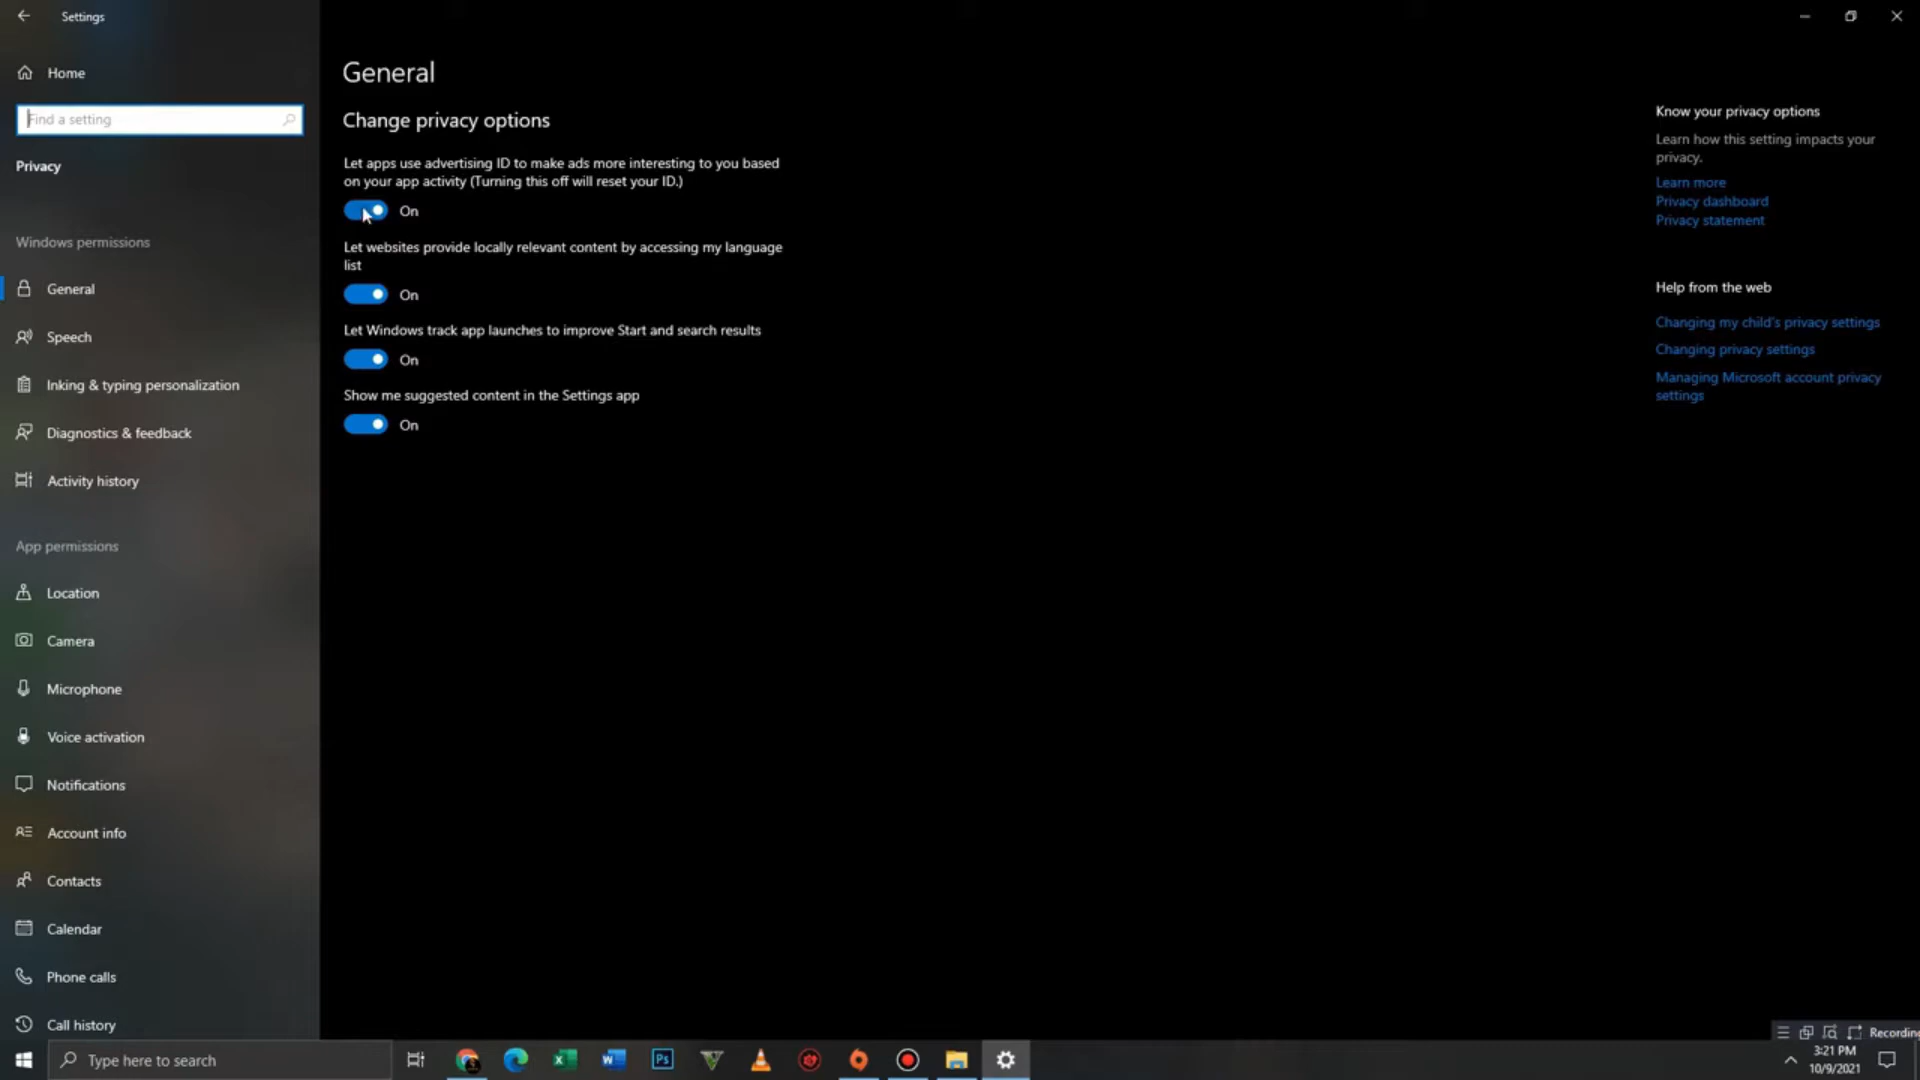 Settings
Home
Find a setting
Privacy
Windows permissions
General
Speech
Inking & typing personalization
Diagnostics & feedback
Activity history
App permissions
Location
Camera
Microphone
Voice activation
Notifications
Account info
Contacts
Calendar
Phone calls
Call history
General
Change privacy options
Let apps use advertising ID to make ads more interesting to you based
on your app activity (Turning this off will reset your ID.)
On
Let websites provide locally relevant content by accessing my language
list
On
Let Windows track app launches to improve Start and search results
On
Show me suggested content in the Settings app
On
Know your privacy options
Learn how this setting impacts your
privacy.
Learn more
Privacy dashboard
Privacy statement
Help from the web
Changing my child's privacy settings
Changing privacy settings
Managing Microsoft account privacy
settings
Recording
Type here to search
Ps
3:21 PM
10/9/2021